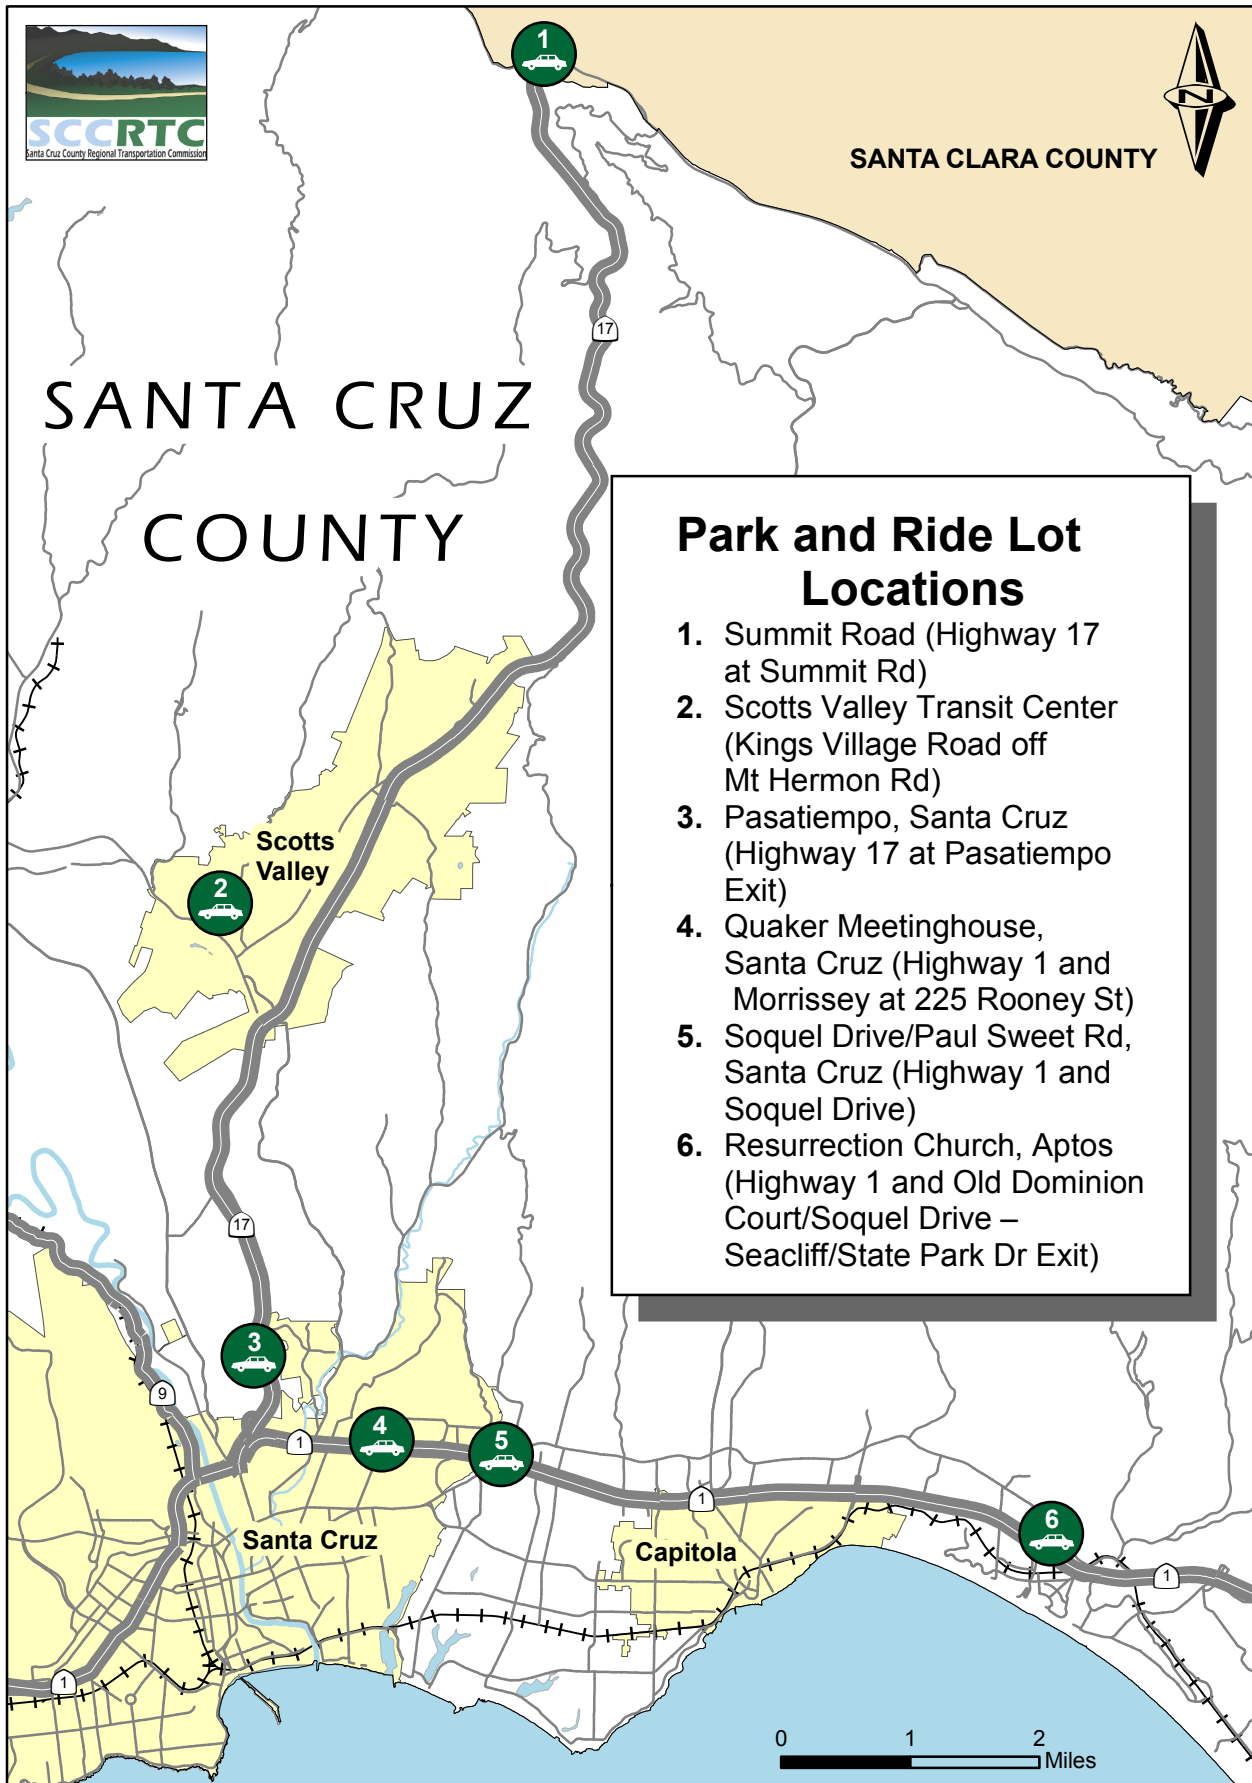 SCCRTC
Santa Cruz County Regional Transportation Commission
1
N
SANTA CLARA COUNTY
17
SANTA CRUZ
COUNTY
Park and Ride Lot
Locations
1. Summit Road (Highway 17
at Summit Rd)
2. Scotts Valley Transit Center
(Kings Village Road off
Mt Hermon Rd)
3. Pasatiempo, Santa Cruz
(Highway 17 at Pasatiempo
Exit)
4. Quaker Meetinghouse,
Santa Cruz (Highway 1 and
Morrissey at 225 Rooney St)
5. Soquel Drive/Paul Sweet Rd,
Santa Cruz (Highway 1 and
Soquel Drive)
6. Resurrection Church, Aptos
(Highway 1 and Old Dominion
Court/Soquel Drive –
Seacliff/State Park Dr Exit)
Scotts
Valley
2
17
3
9
4
1
5
1
6
Santa Cruz
Capitola
1
1
0 1 2
Miles